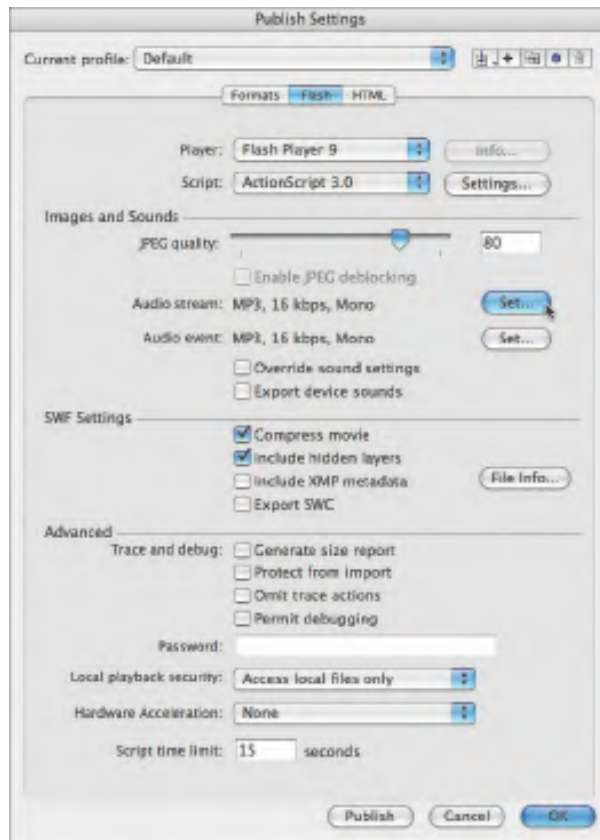 Publish Settings
Current profile: Default
Formats Flash HTML
Player: Flash Player 9 Info...
Script: ActionScript 3.0 Settings...
Images and Sounds
JPEG quality: 80
Enable JPEG deblocking
Audio stream: MP3, 16 kbps, Mono Set...
Audio event: MP3, 16 kbps, Mono Set...
Override sound settings
Export device sounds
SWF Settings
Compress movie
Include hidden layers
Include XMP metadata File Info...
Export SWC
Advanced
Trace and debug: Generate size report
Protect from import
Omit trace actions
Permit debugging
Password:
Local playback security: Access local files only
Hardware Acceleration: None
Script time limit: 15 seconds
Publish Cancel OK